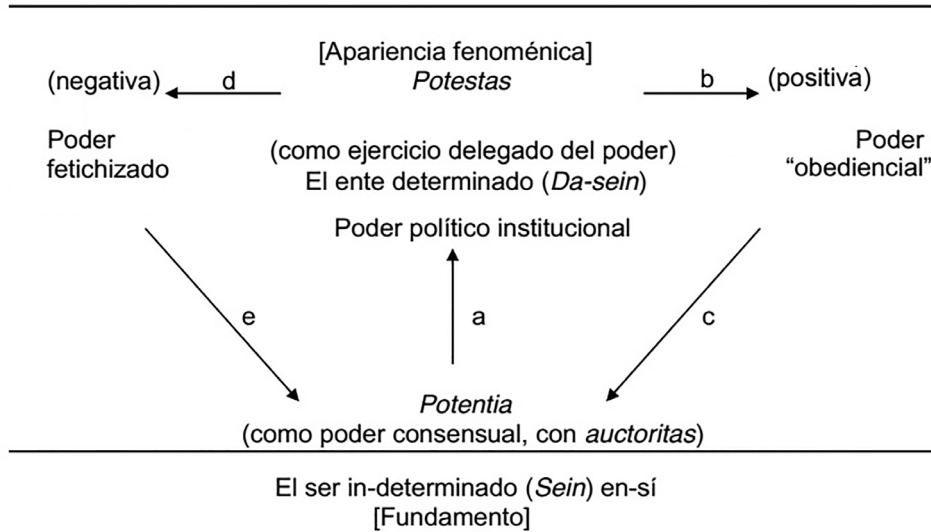 [Apariencia fenoménica]
(negativa) d Potestas b (positiva)
Poder fetichizado
(como ejercicio delegado del poder)
El ente determinado (Da-sein)
Poder político institucional
Poder “obediencial”
e a c
Potentia
(como poder consensual, con auctoritas)
El ser in-determinado (Sein) en-sí
[Fundamento]